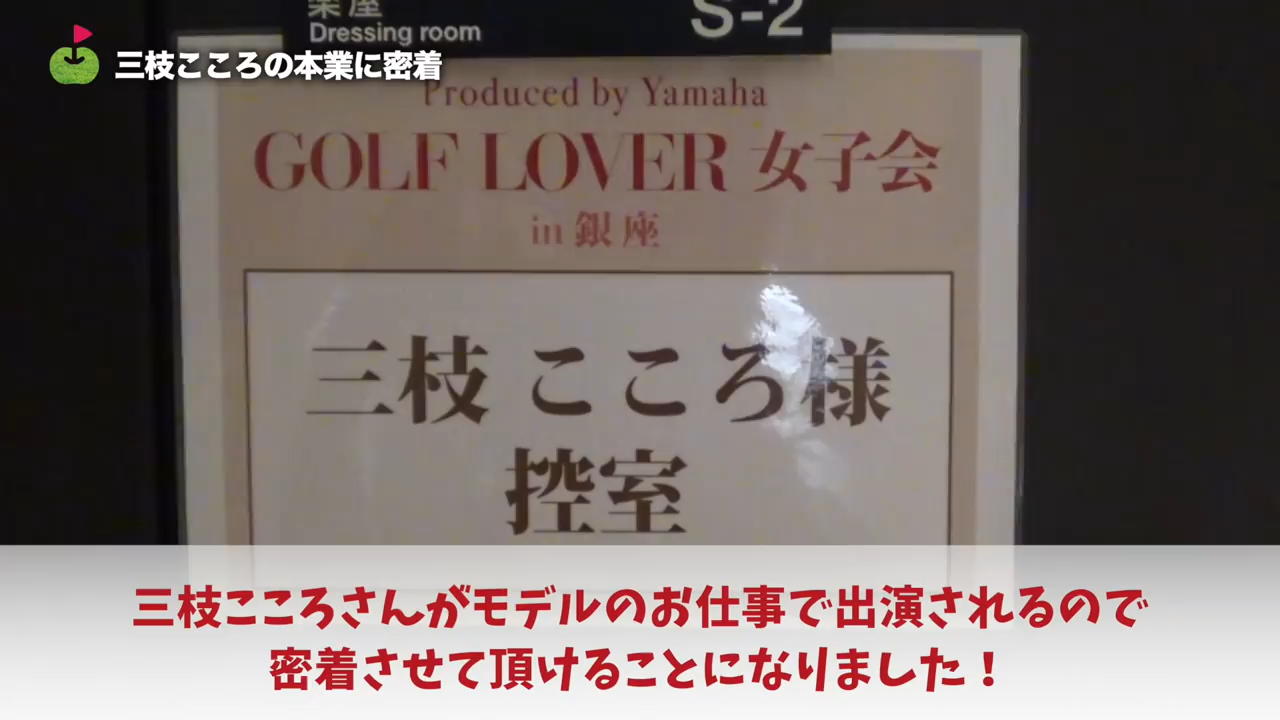 楽屋
Dressing room
S-2
三枝こころの本業に密着
Produced by Yamaha
GOLF LOVER 女子会
in 銀座
三枝 こころ様
控室
三枝こころさんがモデルのお仕事で出演されるので
密着させて頂けることになりました！